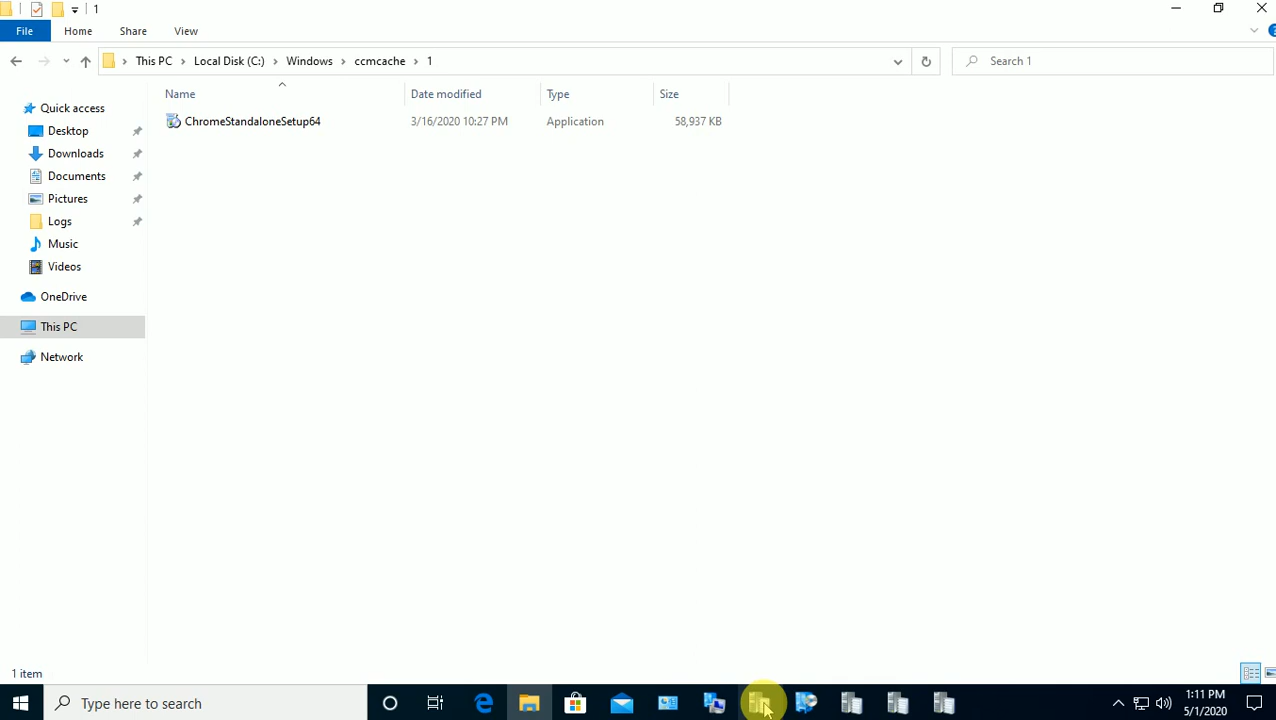 1
File Home Share View
This PC Local Disk (C:) Windows ccmcache 1 Search 1
Name Date modified Type Size
ChromeStandaloneSetup64 3/16/2020 10:27 PM Application 58,937 KB
Quick access
Desktop
Downloads
Documents
Pictures
Logs
Music
Videos
OneDrive
This PC
Network
1 item
Type here to search
1:11 PM
5/1/2020